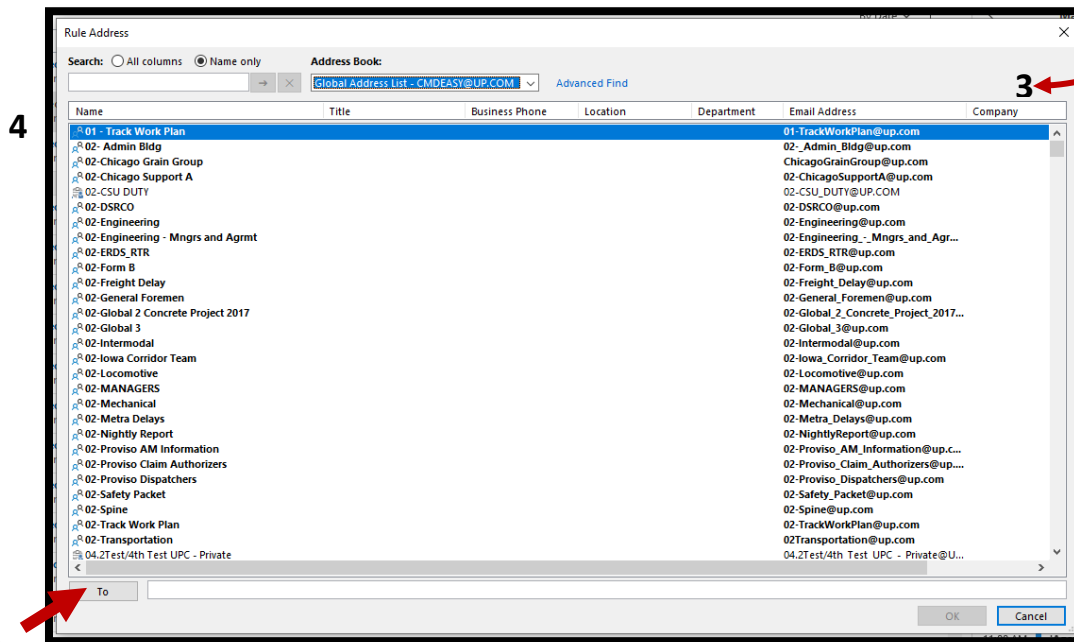 Rule Address
Search: All columns Name only Address Book:
Global Address List - CMDEASY@UP.COM Advanced Find
3
Name Title Business Phone Location Department Email Address Company
4
01 - Track Work Plan 01-TrackWorkPlan@up.com
02- Admin Bldg 02-_Admin_Bldg@up.com
02-Chicago Grain Group ChicagoGrainGroup@up.com
02-Chicago Support A 02-ChicagoSupportA@up.com
02-CSU DUTY 02-CSU_DUTY@UP.COM
02-DSRCO 02-DSRCO@up.com
02-Engineering 02-Engineering@up.com
02-Engineering - Mngrs and Agrmt 02-Engineering_-_Mngrs_and_Agr...
02-ERDS_RTR 02-ERDS_RTR@up.com
02-Form B 02-Form_B@up.com
02-Freight Delay 02-Freight_Delay@up.com
02-General Foremen 02-General_Foremen@up.com
02-Global 2 Concrete Project 2017 02-Global_2_Concrete_Project_2017...
02-Global 3 02-Global_3@up.com
02-Intermodal 02-Intermodal@up.com
02-Iowa Corridor Team 02-Iowa_Corridor_Team@up.com
02-Locomotive 02-Locomotive@up.com
02-MANAGERS 02-MANAGERS@up.com
02-Mechanical 02-Mechanical@up.com
02-Metra Delays 02-Metra_Delays@up.com
02-Nightly Report 02-NightlyReport@up.com
02-Proviso AM Information 02-Proviso_AM_Information@up.c...
02-Proviso Claim Authorizers 02-Proviso_Claim_Authorizers@up....
02-Proviso Dispatchers 02-Proviso_Dispatchers@up.com
02-Safety Packet 02-Safety_Packet@up.com
02-Spine 02-Spine@up.com
02-Track Work Plan 02-TrackWorkPlan@up.com
02-Transportation 02Transportation@up.com
04.2Test/4th Test UPC - Private 04.2Test/4th Test UPC - Private@U...
To
OK Cancel